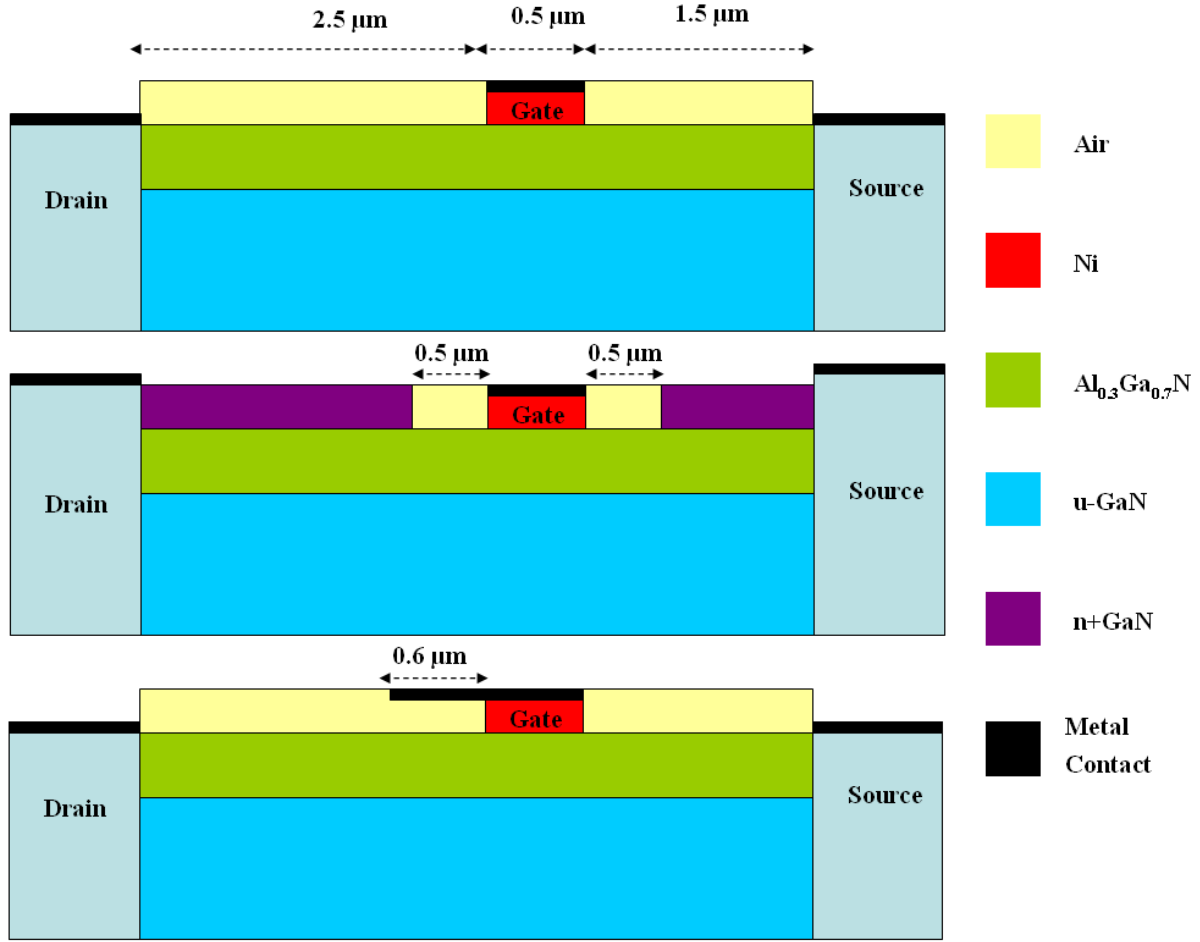 2.5 μm 0.5 μm 1.5 μm
Gate
Drain
Source
0.5 μm 0.5 μm
Gate
Drain
Source
0.6 μm
Gate
Drain
Source
Air
Ni
Al0.3Ga0.7N
u-GaN
n+GaN
Metal
Contact